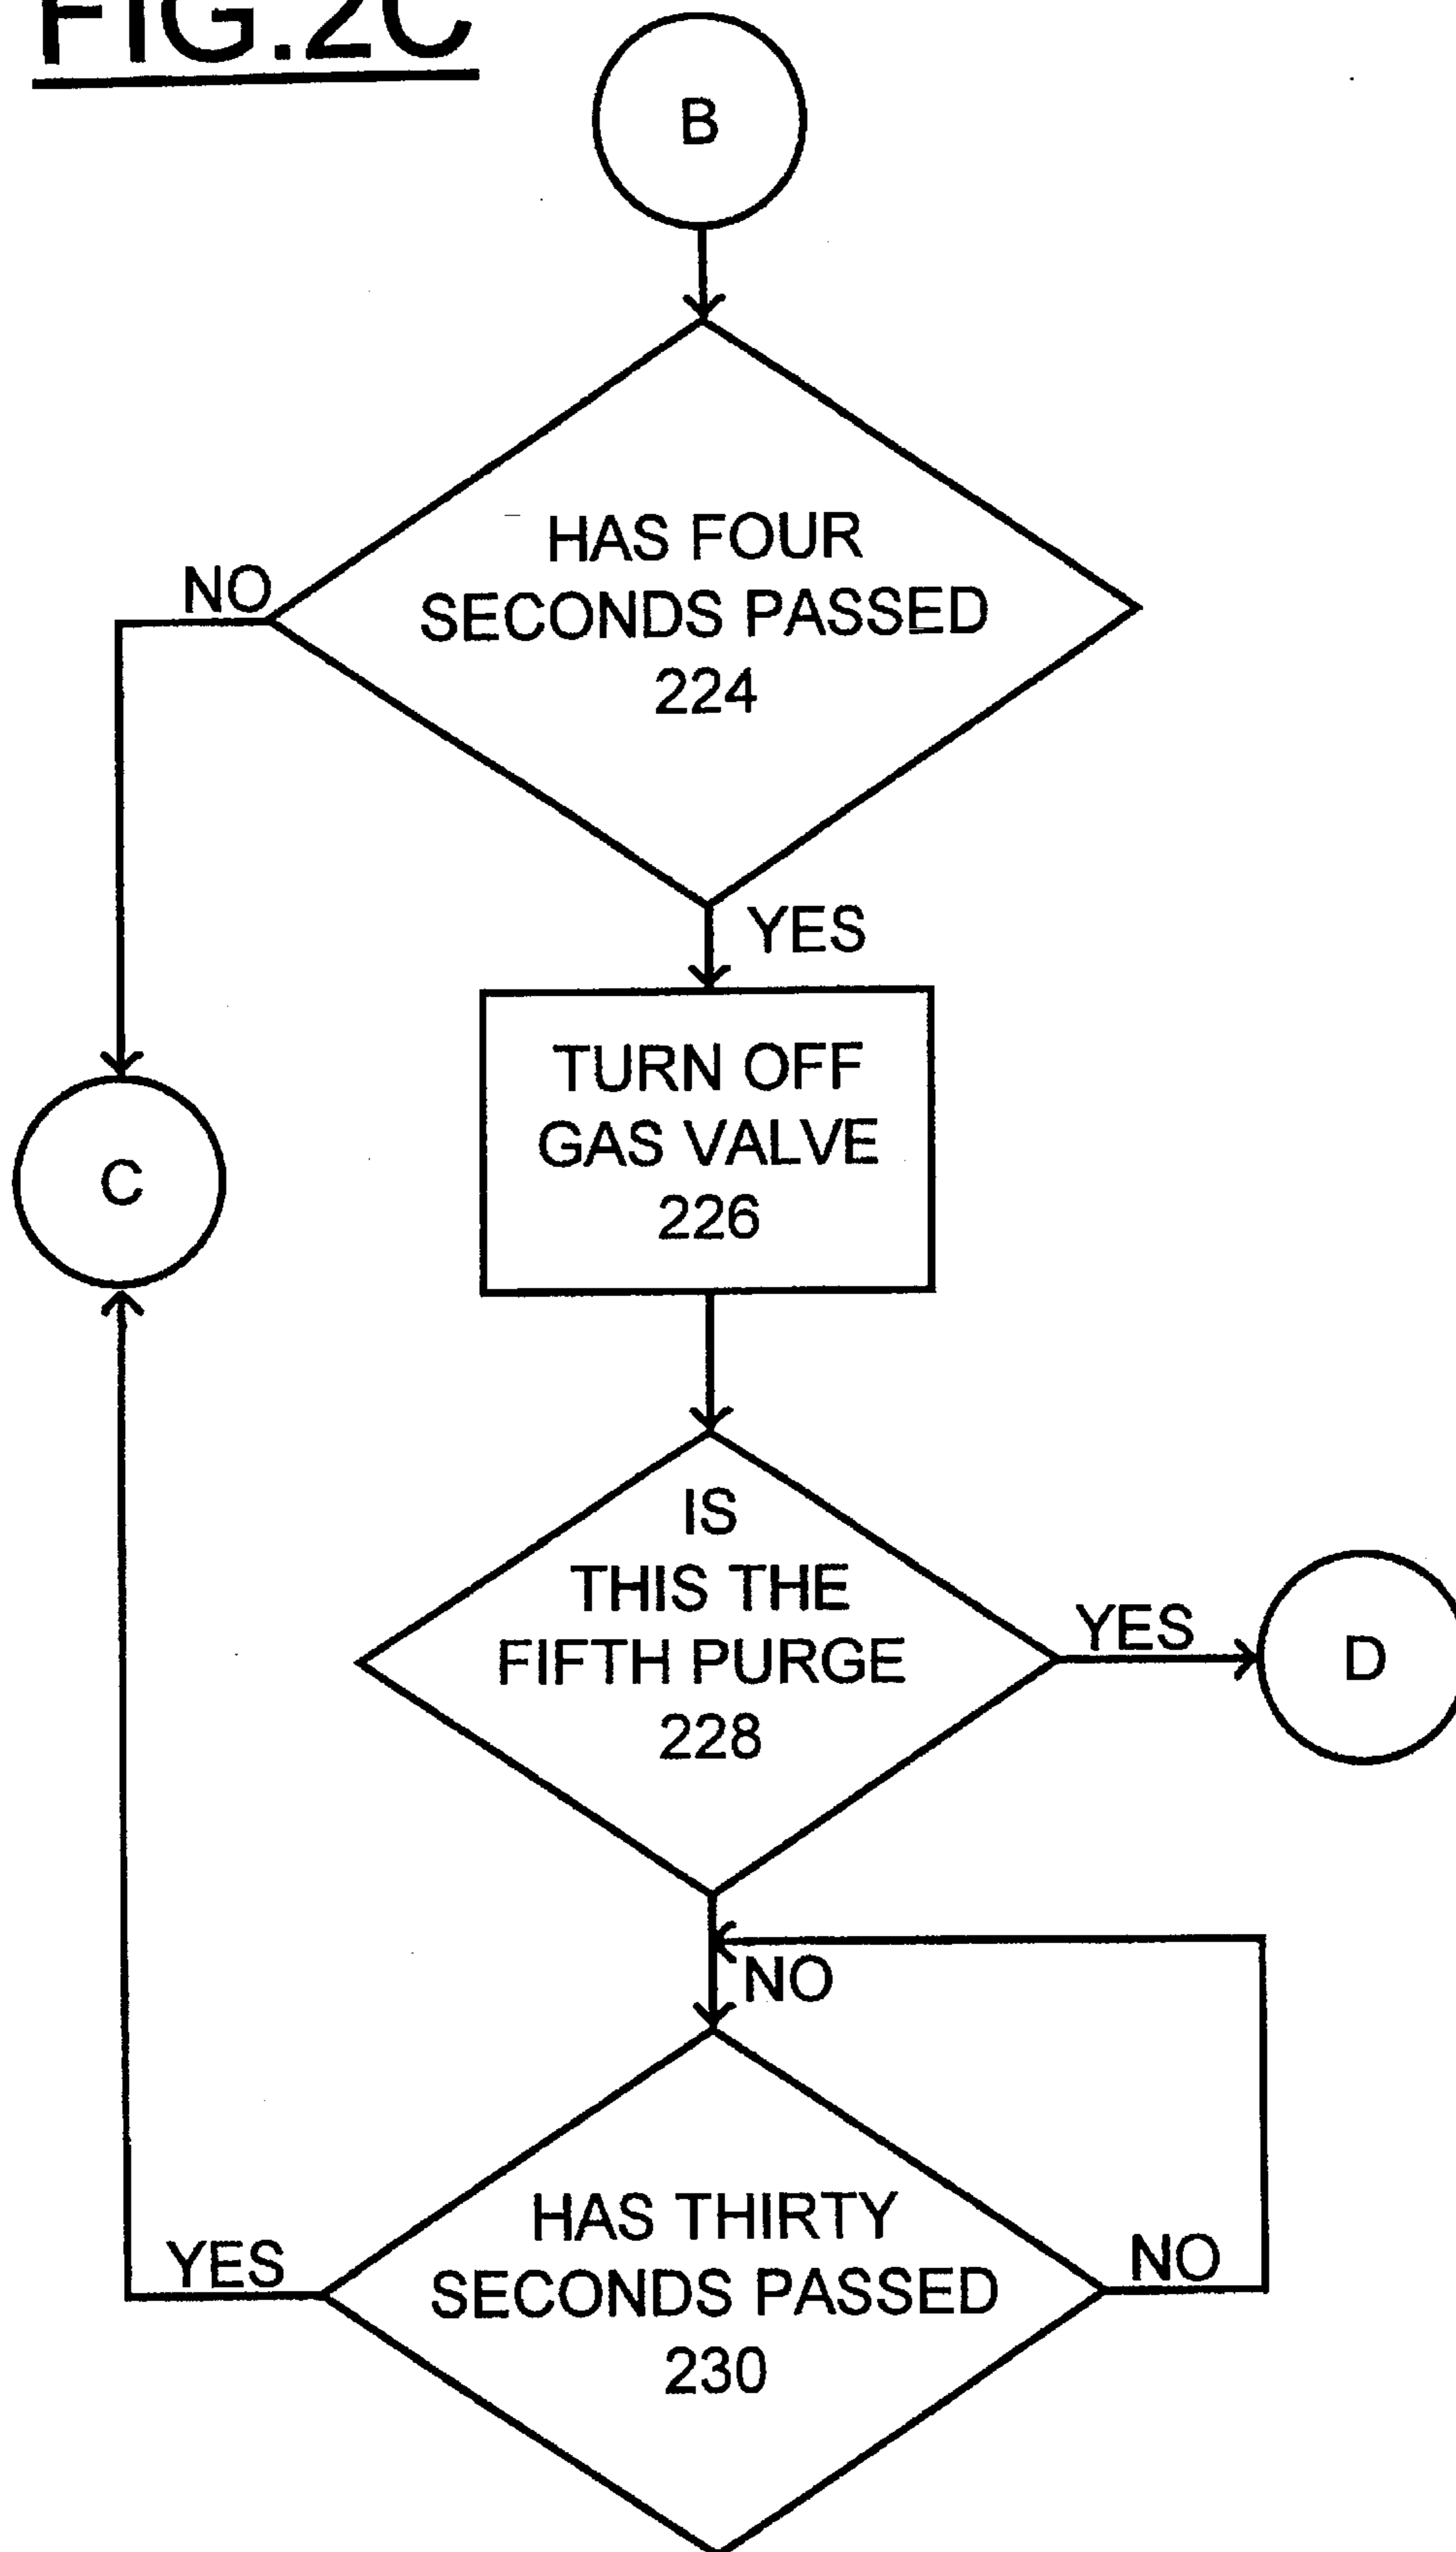 FIG.2C
B
HAS FOUR
SECONDS PASSED
224
NO
YES
TURN OFF
GAS VALVE
226
C
IS
THIS THE
FIFTH PURGE
228
YES
D
NO
HAS THIRTY
SECONDS PASSED
230
YES
NO